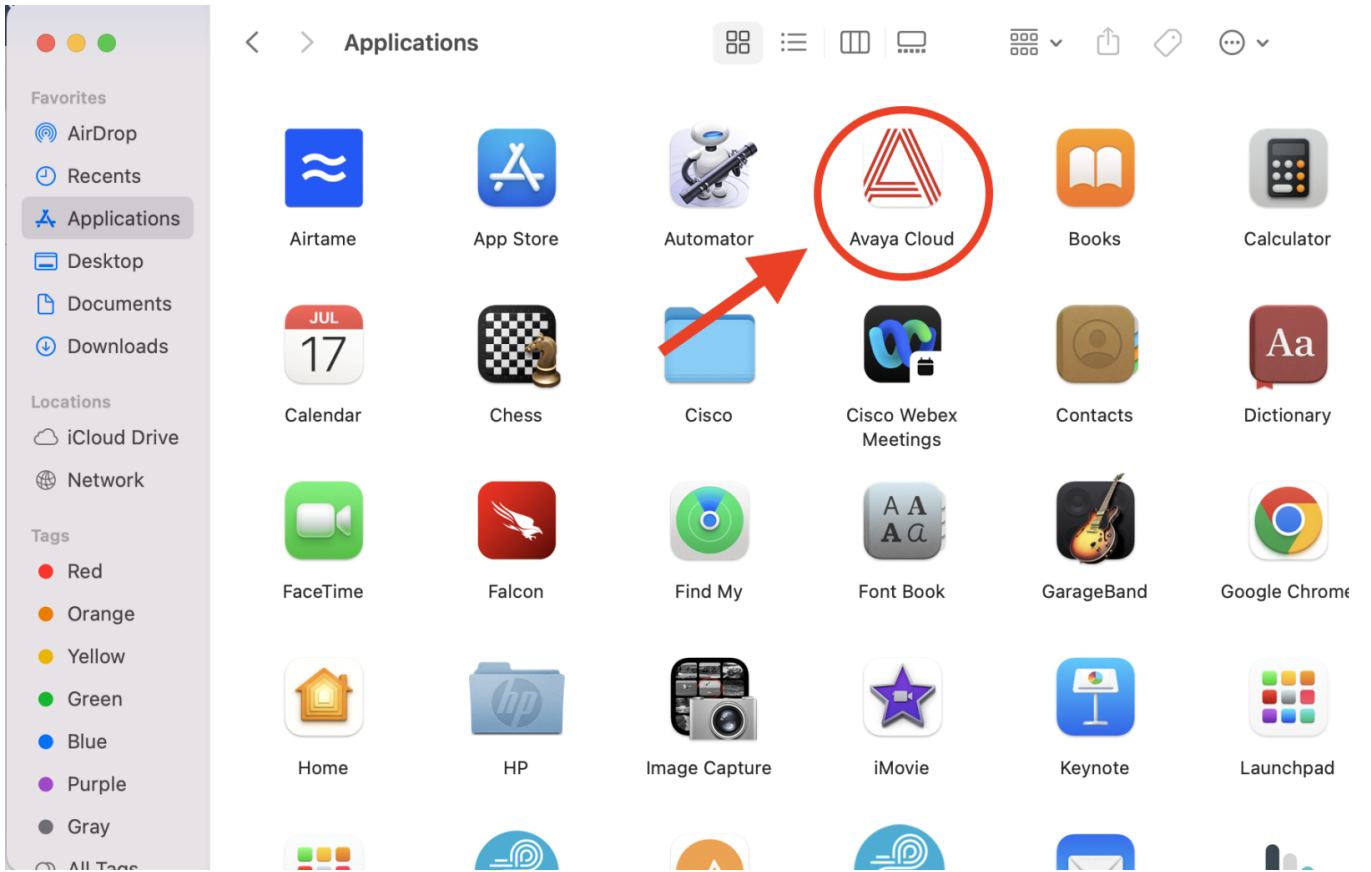 Applications
Favorites
AirDrop
Recents
Applications
Desktop
Documents
Downloads
Locations
iCloud Drive
Network
Tags
Red
Orange
Yellow
Green
Blue
Purple
Gray
All Tags
Airtame
App Store
Automator
Avaya Cloud
Books
Calculator
JUL
17
Aa
Calendar
Chess
Cisco
Cisco Webex
Meetings
Contacts
Dictionary
A A
A a
FaceTime
Falcon
Find My
Font Book
GarageBand
Google Chrome
hp
Home
HP
Image Capture
iMovie
Keynote
Launchpad